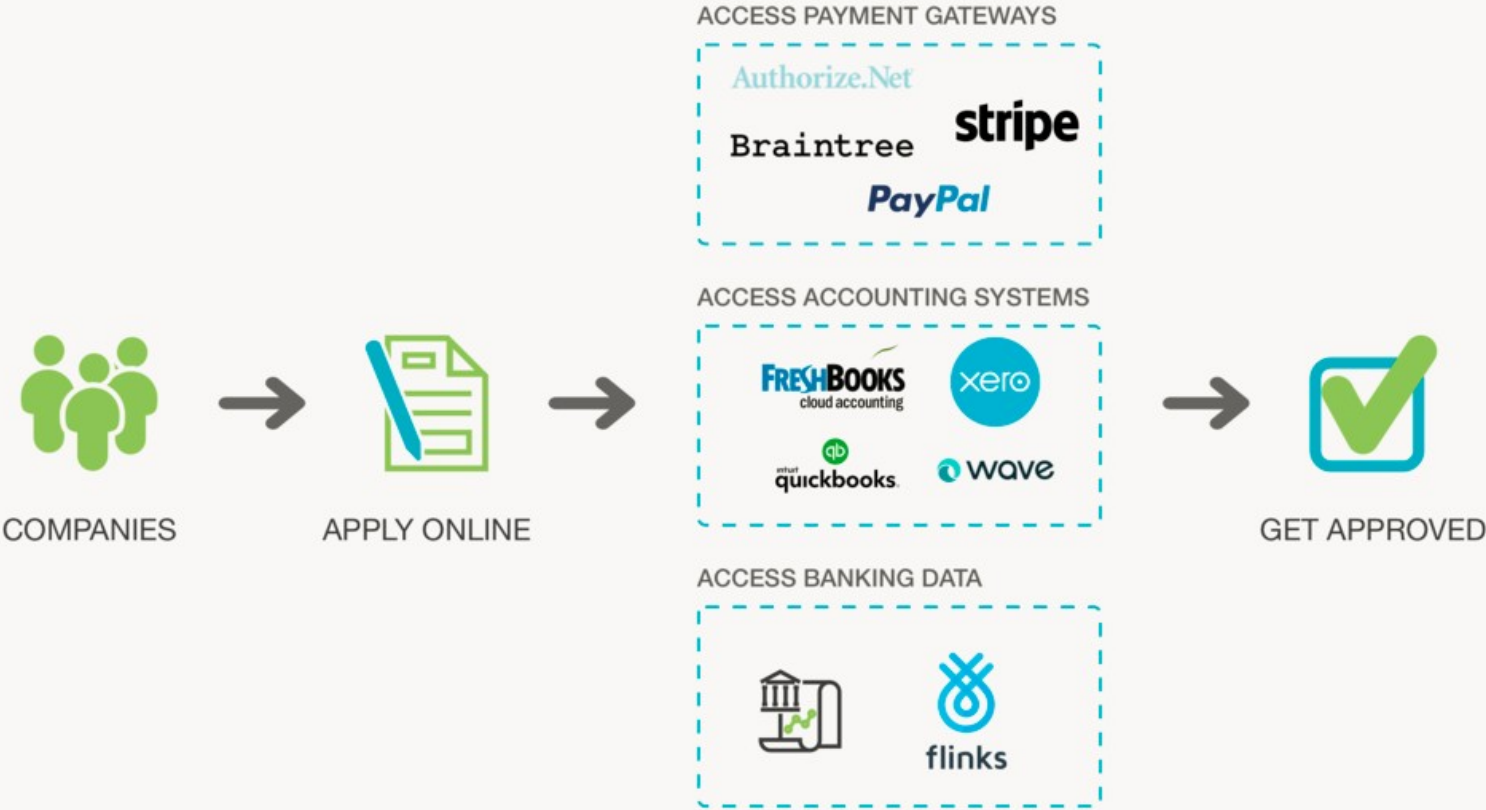 ACCESS PAYMENT GATEWAYS
Authorize.Net
stripe
Braintree
PayPal
ACCESS ACCOUNTING SYSTEMS
FRESHBOOKS
cloud accounting
xero
qb
intuit
quickbooks.
wave
COMPANIES
APPLY ONLINE
GET APPROVED
ACCESS BANKING DATA
flinks